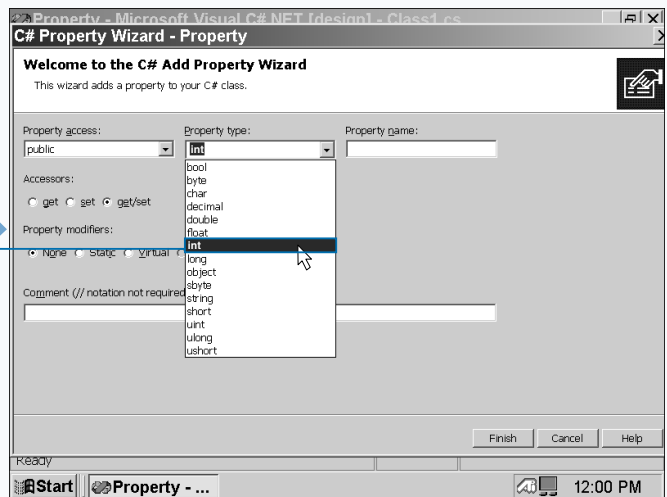 Property - Microsoft Visual C# .NET [design] - Class1.cs
C# Property Wizard - Property
Welcome to the C# Add Property Wizard
This wizard adds a property to your C# class.
Property access:
Property type:
Property name:
public
int
bool
byte
char
decimal
double
float
int
long
object
sbyte
string
short
uint
ulong
ushort
Accessors:
get set get/set
Property modifiers:
None Static Virtual
Comment (// notation not required
Finish Cancel Help
Ready
Start Property - ... 12:00 PM